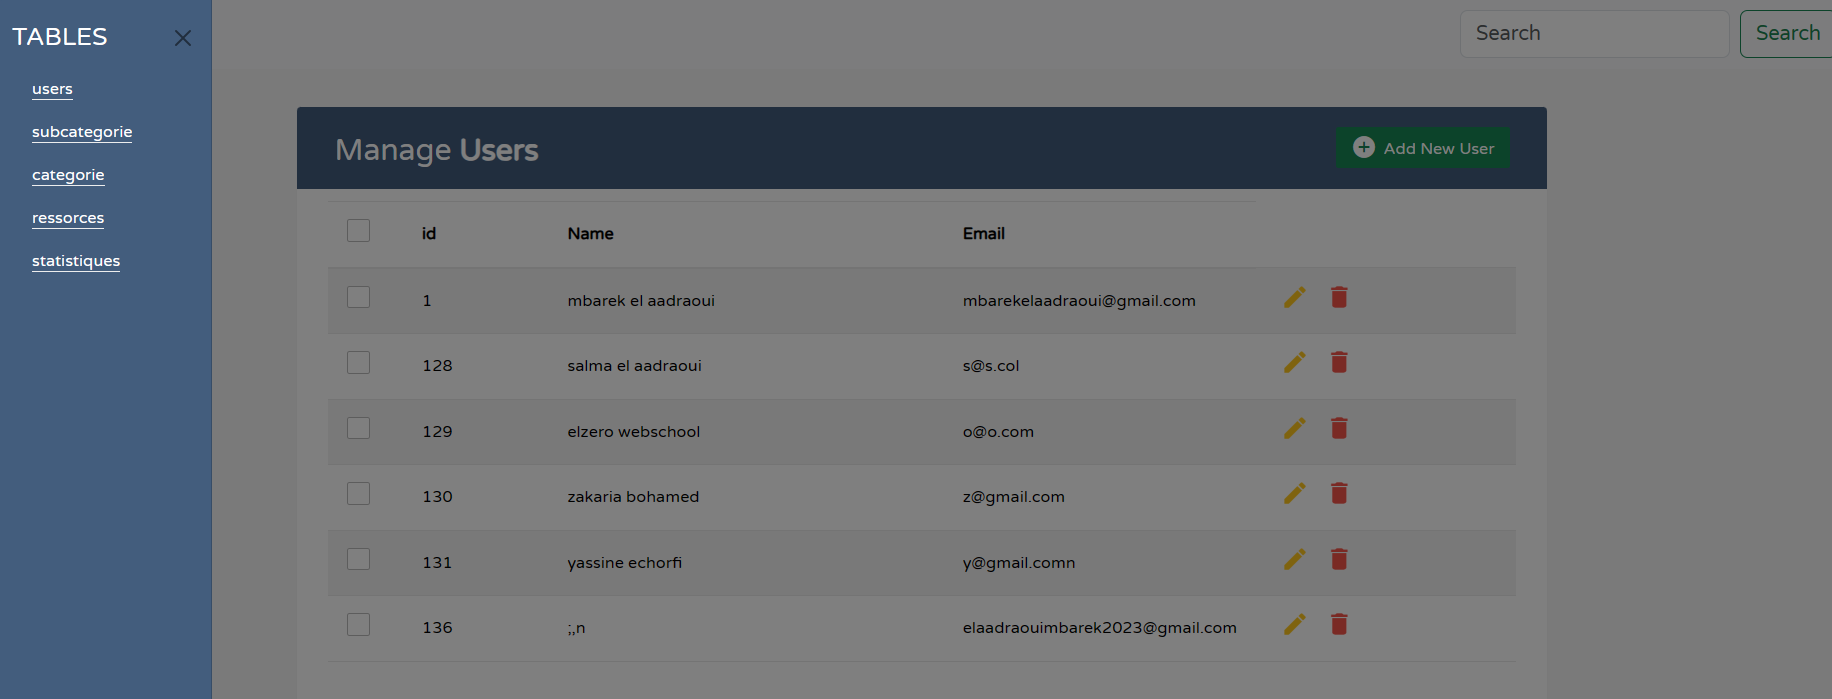 TABLES
users
subcategorie
categorie
ressorces
statistiques
Search Search
Manage Users Add New User
id Name Email
1 mbarek el aadraoui mbarekelaadraoui@gmail.com
128 salma el aadraoui s@s.col
129 elzero webschool o@o.com
130 zakaria bohamed z@gmail.com
131 yassine echorfi y@gmail.comn
136 ;,,n elaadraouimbarek2023@gmail.com